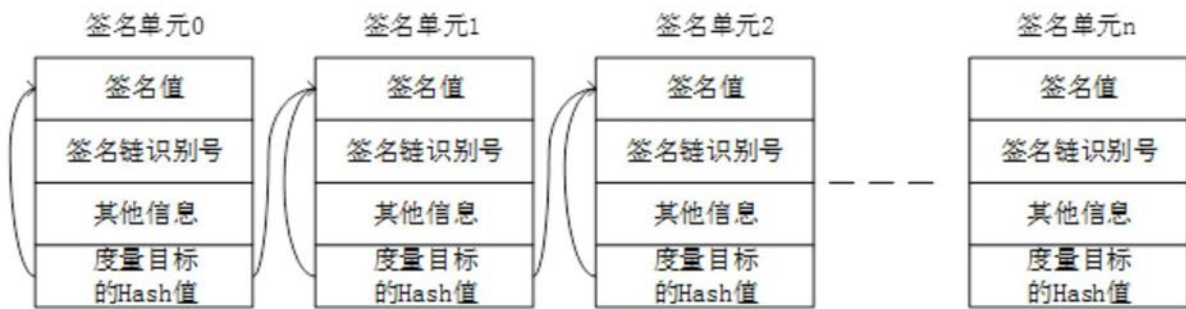 签名单元0
签名单元1
签名单元2
签名单元n
签名值
签名值
签名值
签名值
签名链识别号
签名链识别号
签名链识别号
签名链识别号
其他信息
其他信息
其他信息
其他信息
度量目标
的Hash值
度量目标
的Hash值
度量目标
的Hash值
度量目标
的Hash值